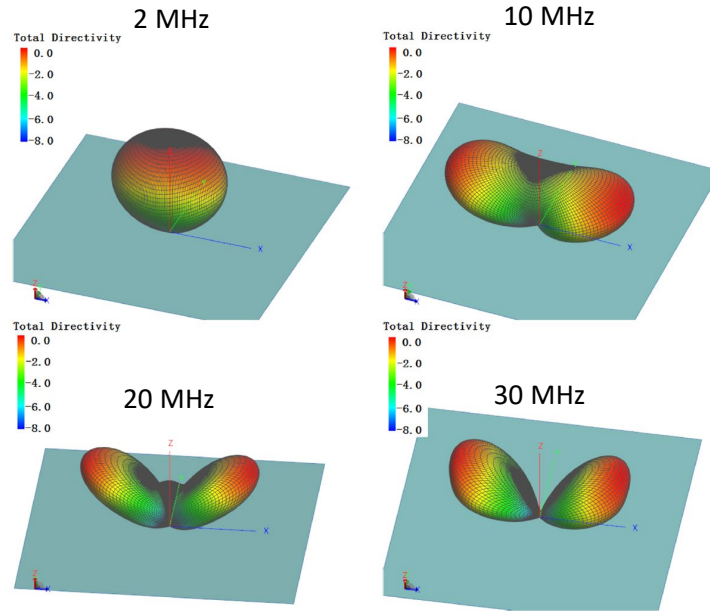 2 MHz
Total Directivity
0.0
-2.0
-4.0
-6.0
-8.0
Z
X
Z
X
10 MHz
Total Directivity
0.0
-2.0
-4.0
-6.0
-8.0
Z
X
Z
X
20 MHz
Total Directivity
0.0
-2.0
-4.0
-6.0
-8.0
Z
X
Z
X
30 MHz
Total Directivity
0.0
-2.0
-4.0
-6.0
-8.0
Z
X
Z
X